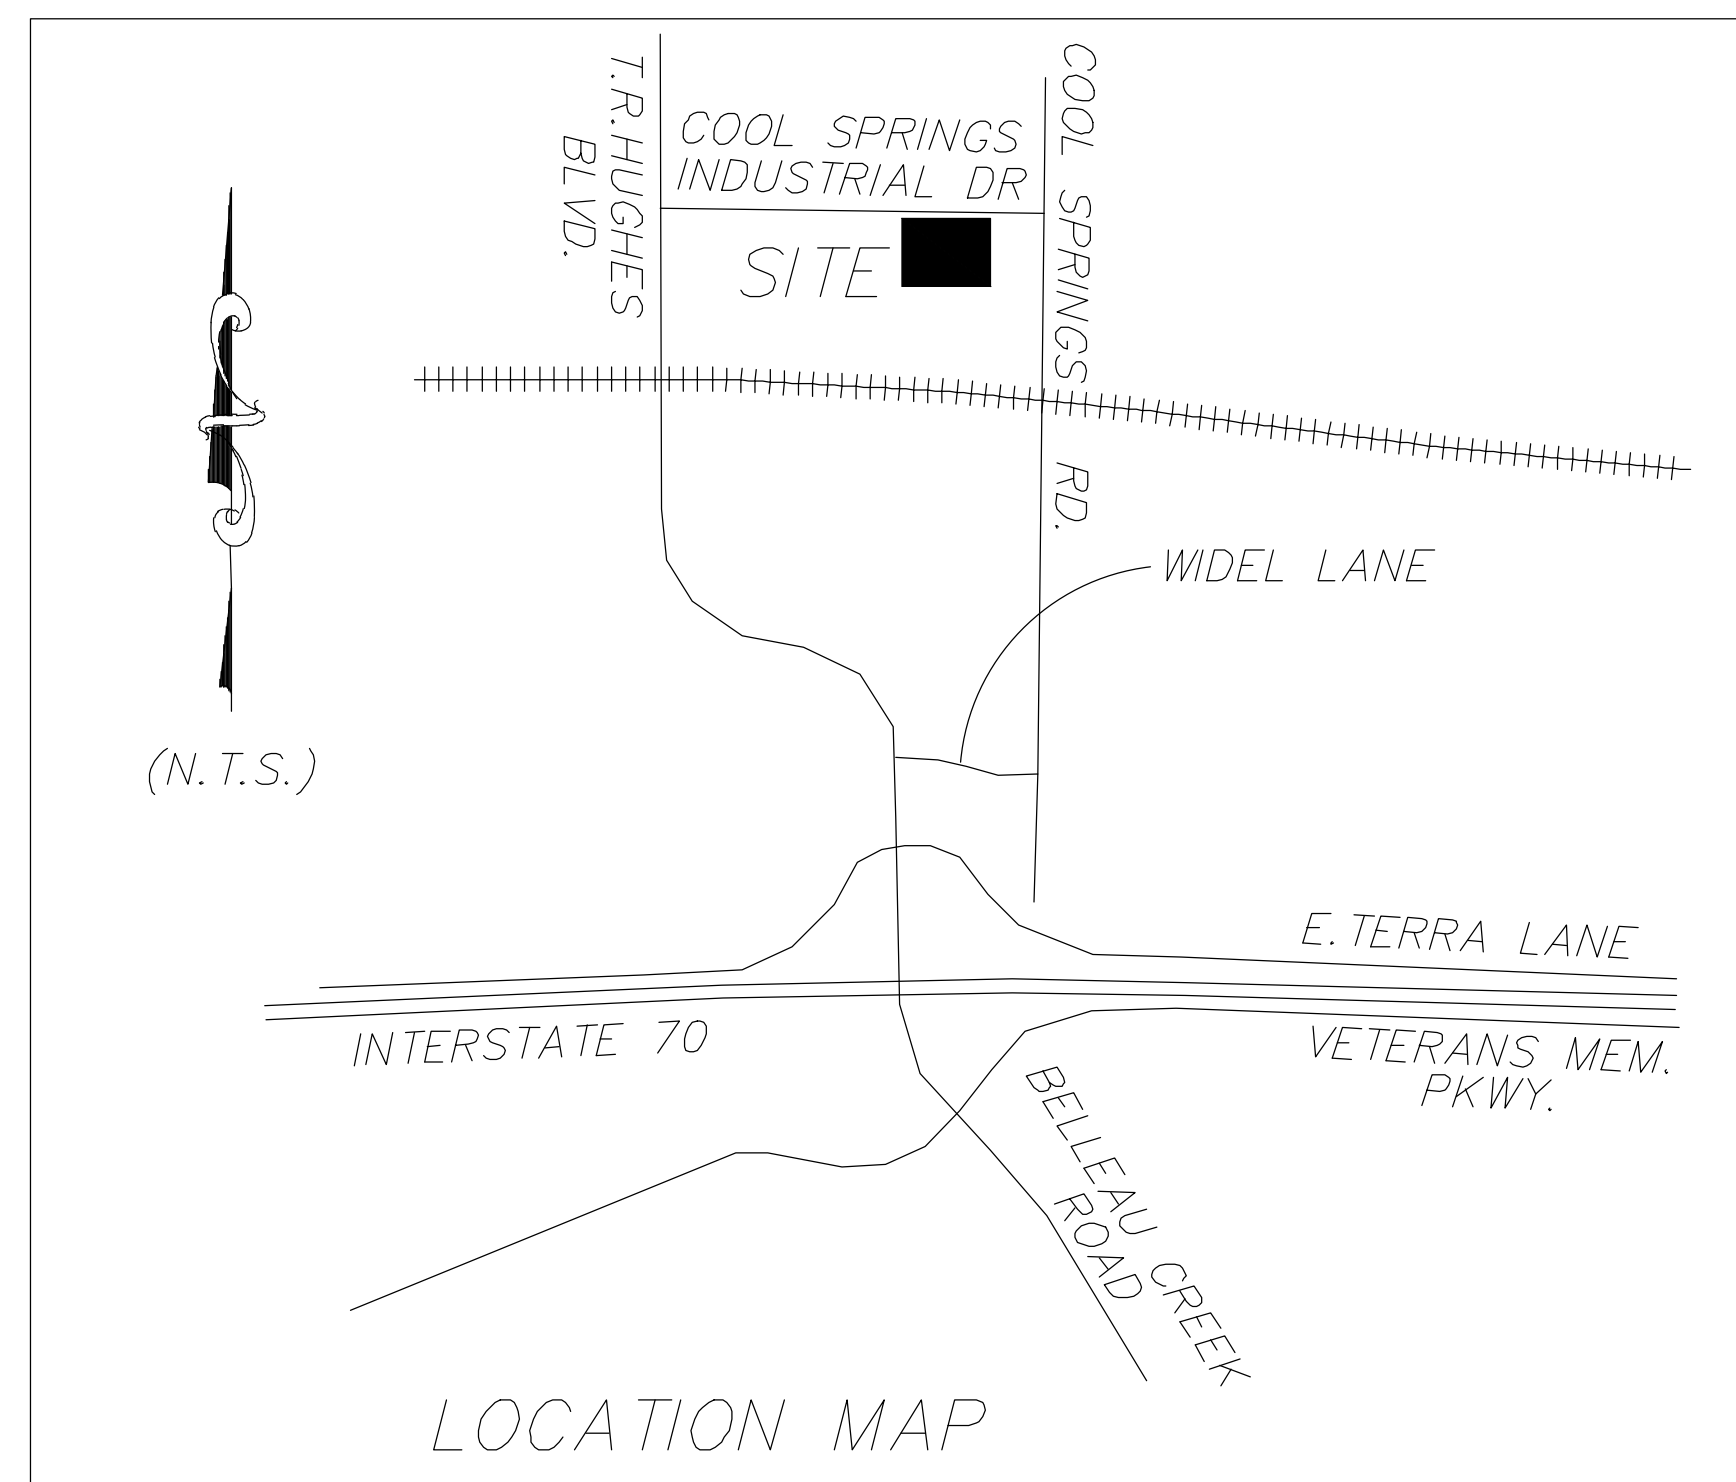 T.R.HUGHES
BLVD.
COOL SPRINGS
INDUSTRIAL DR
COOL SPRINGS RD.
SITE
WIDEL LANE
(N.T.S.)
E. TERRA LANE
INTERSTATE 70
VETERANS MEM.
PKWY.
BELLEAU CREEK
ROAD
LOCATION MAP